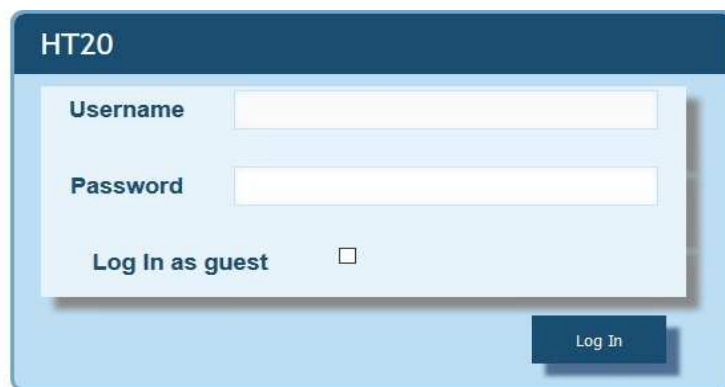 HT20
Username
Password
Log In as guest
Log In